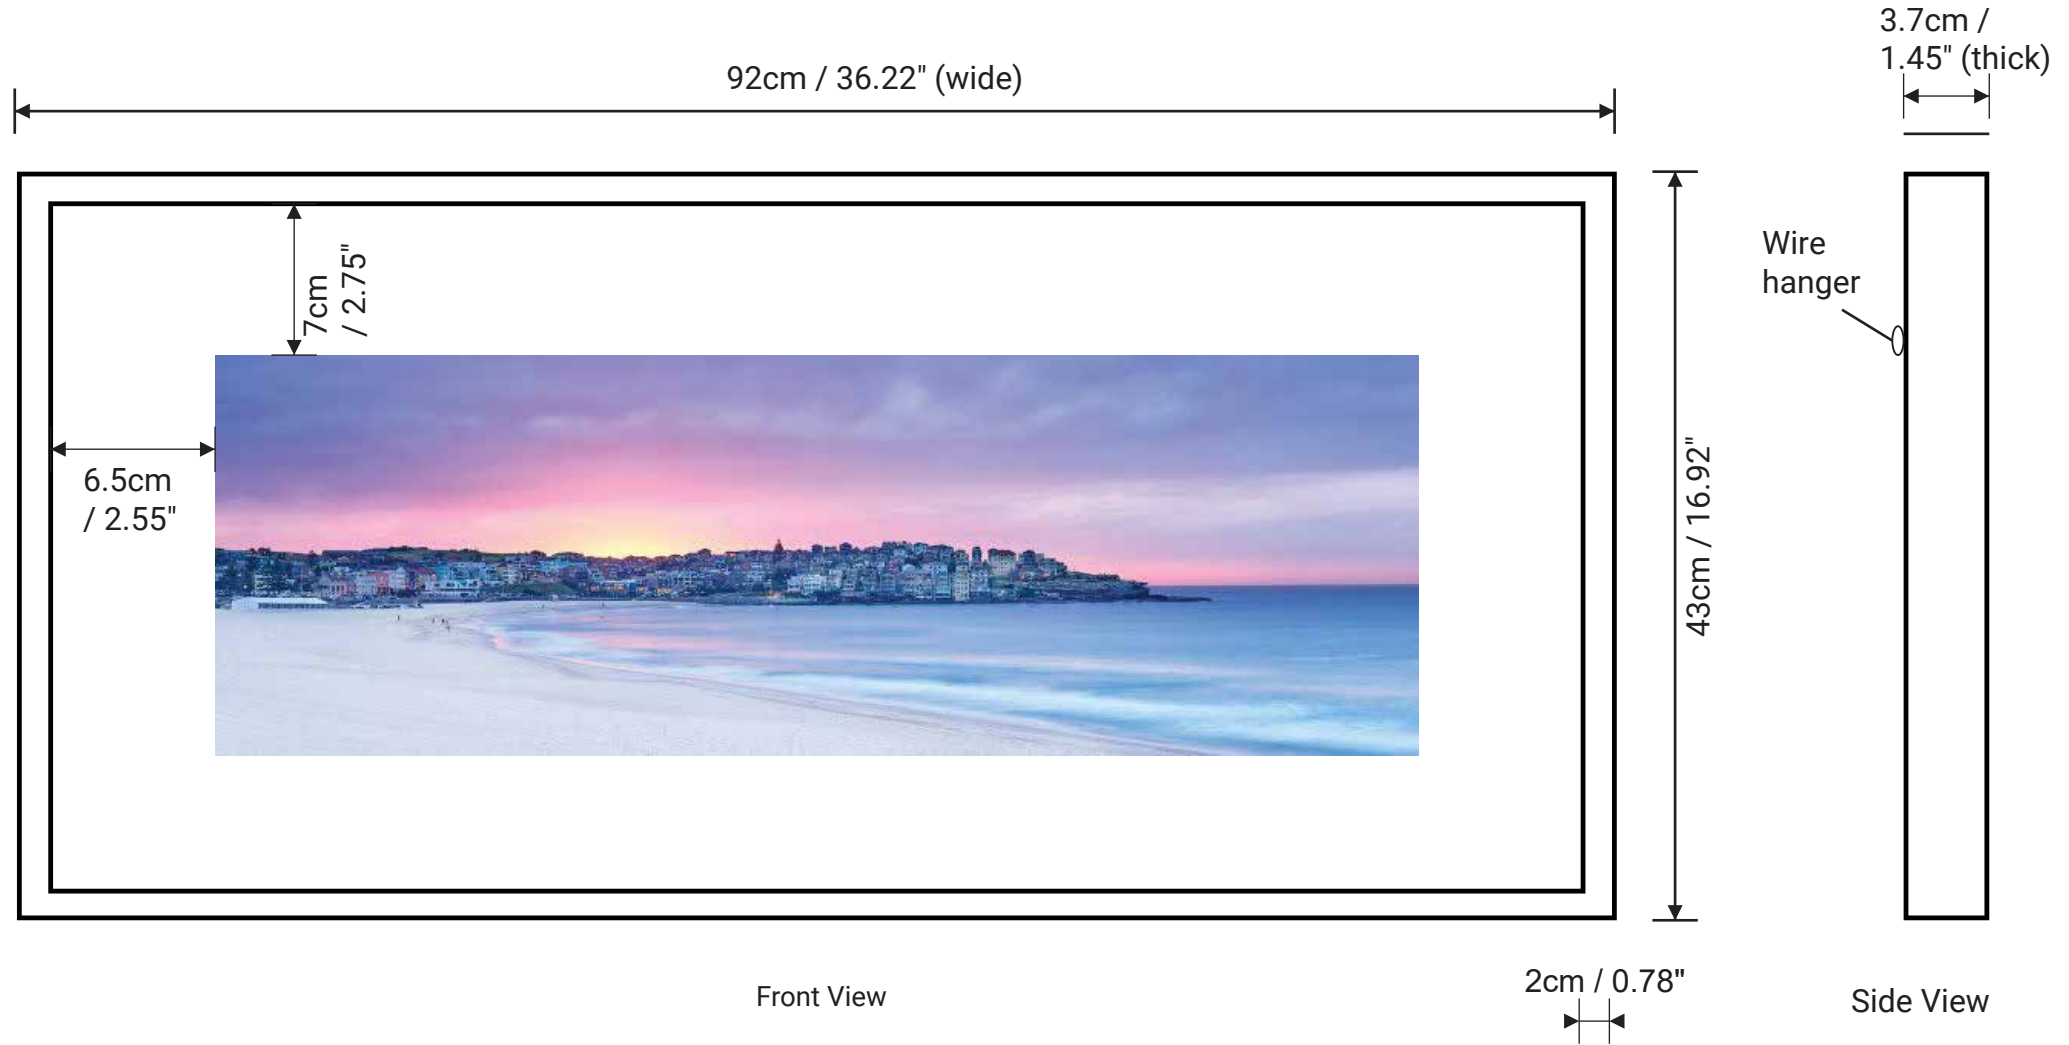 3.7cm /
1.45" (thick)
92cm / 36.22" (wide)
Wire
hanger
7cm
/ 2.75"
6.5cm
/ 2.55"
43cm / 16.92"
2cm / 0.78"
Front View
Side View